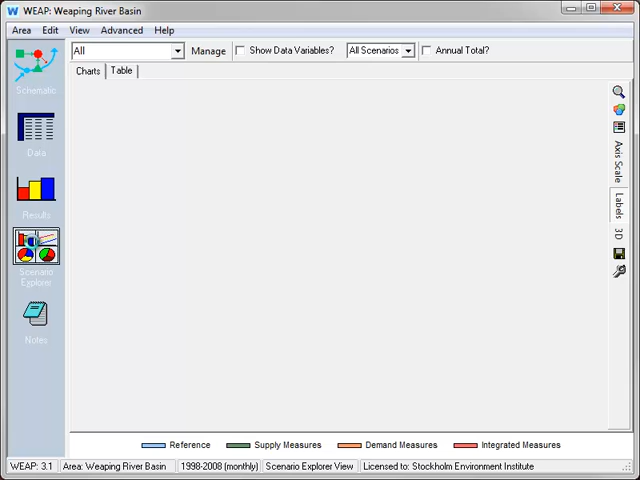 WEAP: Weaping River Basin
Area Edit View Advanced Help
All Manage Show Data Variables? All Scenarios Annual Total?
Charts Table
Schematic
Data
Results
Scenario
Explorer
Notes
Axis Scale
Labels
3D
Reference Supply Measures Demand Measures Integrated Measures
WEAP: 3.1 Area: Weaping River Basin 1998-2008 (monthly) Scenario Explorer View Licensed to: Stockholm Environment Institute